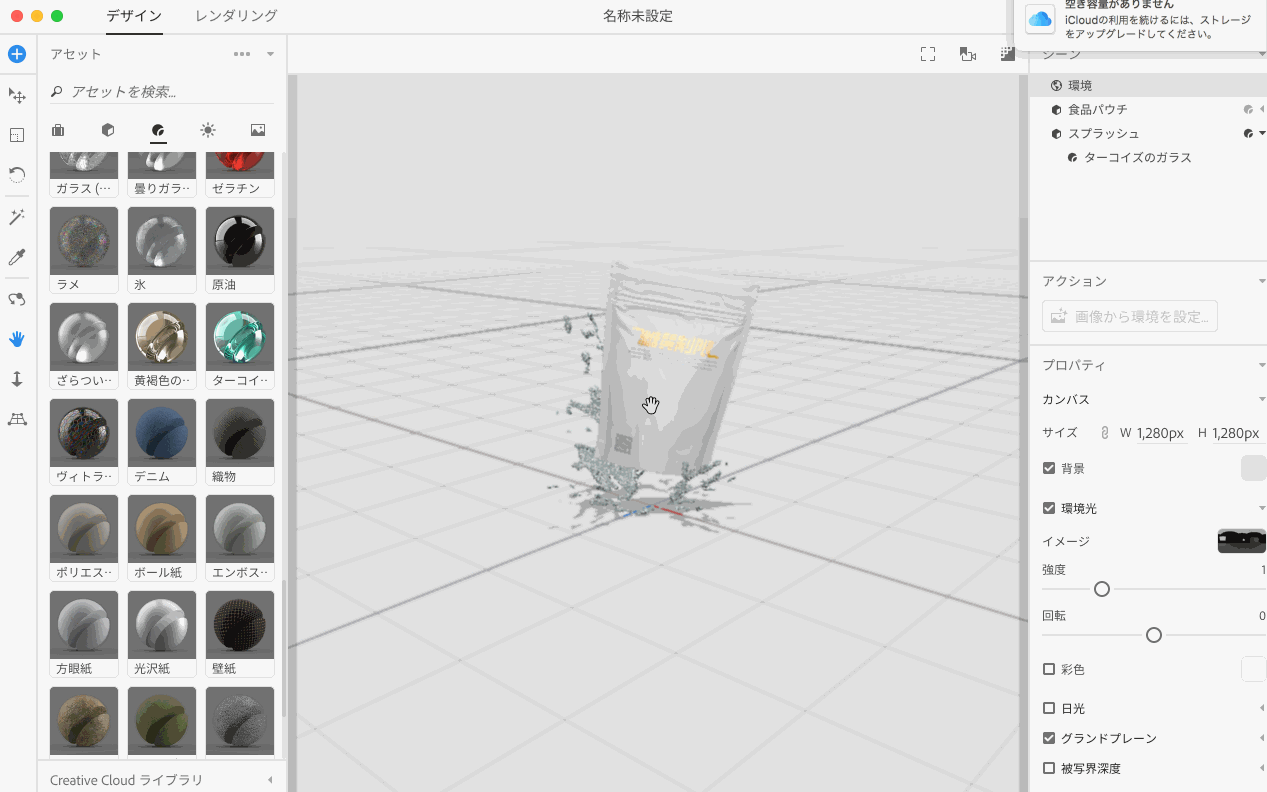 デザイン
レンダリング
名称未設定
空き容量がありません
iCloudの利用を続けるには、ストレージ
をアップグレードしてください。
アセット
アセットを検索...
ガラス (…
曇りガラ…
ゼラチン
ラメ
氷
原油
ざらつい…
黄褐色の…
ターコイ…
ヴィトラ…
デニム
織物
ポリエス…
ボール紙
エンボス…
方眼紙
光沢紙
壁紙
Creative Cloud ライブラリ
シーン
環境
食品パウチ
スプラッシュ
ターコイズのガラス
アクション
画像から環境を設定...
プロパティ
カンバス
サイズ W 1,280px H 1,280px
背景
環境光
イメージ
強度 1
回転 0
彩色
日光
グランドプレーン
被写界深度